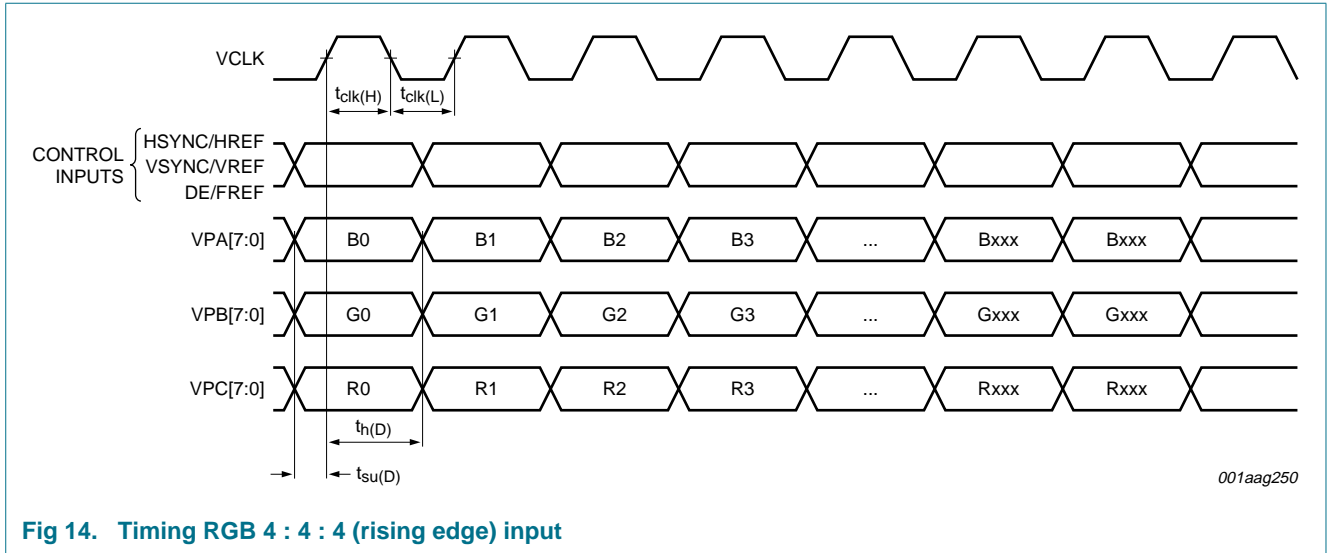 VCLK
tclk(H) tclk(L)
CONTROL INPUTS
HSYNC/HREF
VSYNC/VREF
DE/FREF
VPA[7:0] B0 B1 B2 B3 ... Bxxx Bxxx
VPB[7:0] G0 G1 G2 G3 ... Gxxx Gxxx
VPC[7:0] R0 R1 R2 R3 ... Rxxx Rxxx
th(D)
tsu(D)
001aag250
Fig 14. Timing RGB 4 : 4 : 4 (rising edge) input